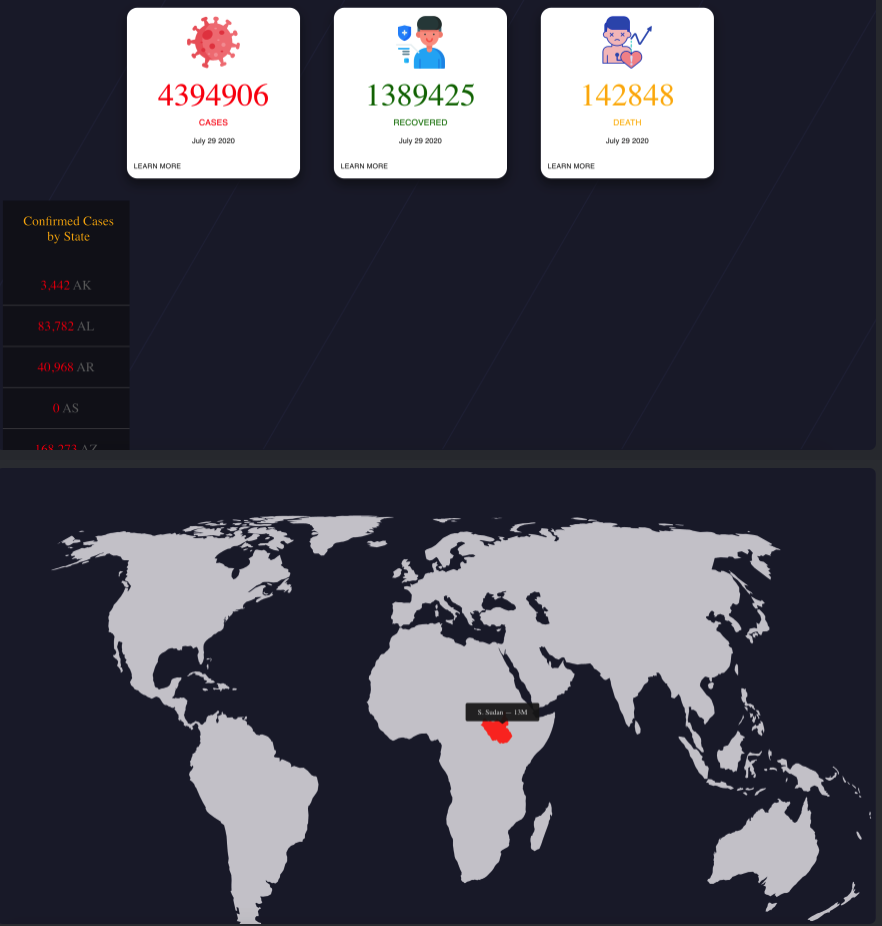 4394906
CASES
July 29 2020
LEARN MORE
1389425
RECOVERED
July 29 2020
LEARN MORE
142848
DEATH
July 29 2020
LEARN MORE
Confirmed Cases
by State
3,442 AK
83,782 AL
40,968 AR
0 AS
168,273 AZ
S. Sudan — 13M